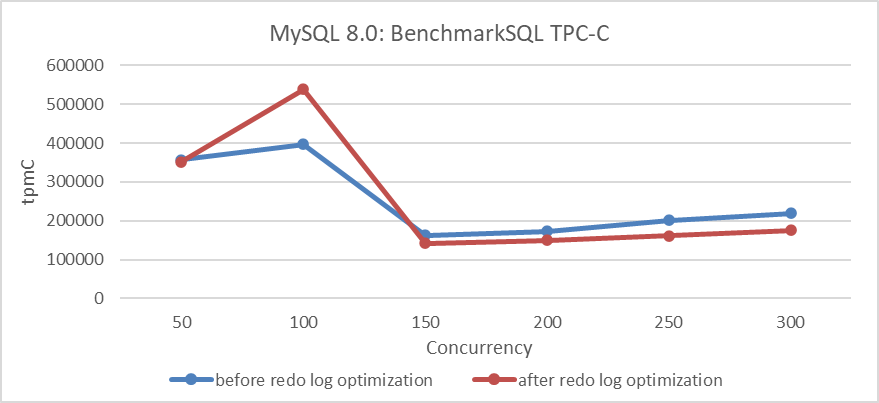 MySQL 8.0: BenchmarkSQL TPC-C
600000
500000
400000
300000
200000
100000
0
tpmC
50 100 150 200 250 300
Concurrency
before redo log optimization after redo log optimization